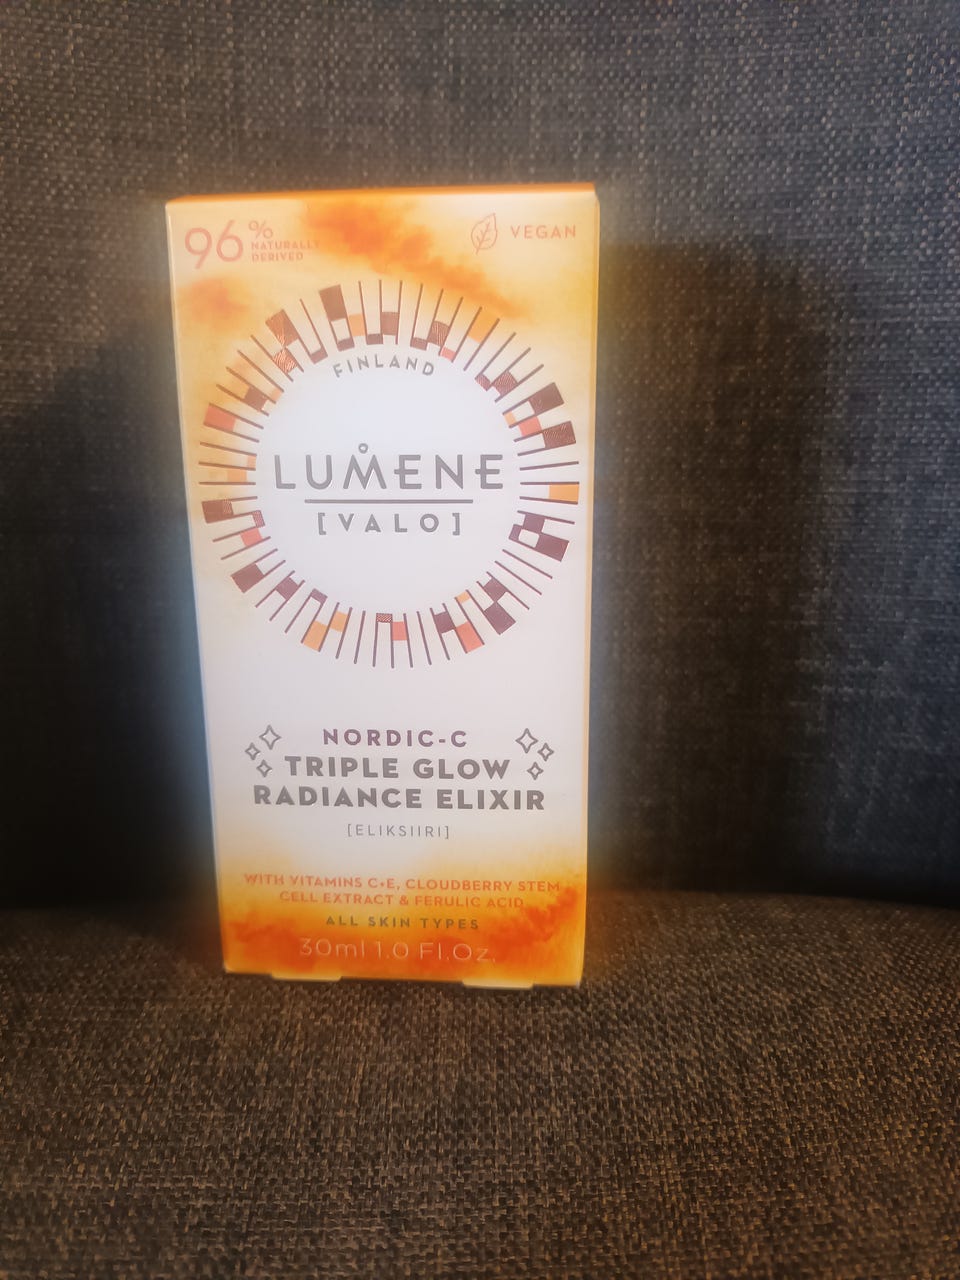 96%
NATURALLY
DERIVED
VEGAN
FINLAND
LUMENE
[VALO]
NORDIC-C
TRIPLE GLOW
RADIANCE ELIXIR
[ELIKSIIRI]
WITH VITAMINS C+E, CLOUDBERRY STEM
CELL EXTRACT & FERULIC ACID
ALL SKIN TYPES
30ml 1.0 Fl.Oz.